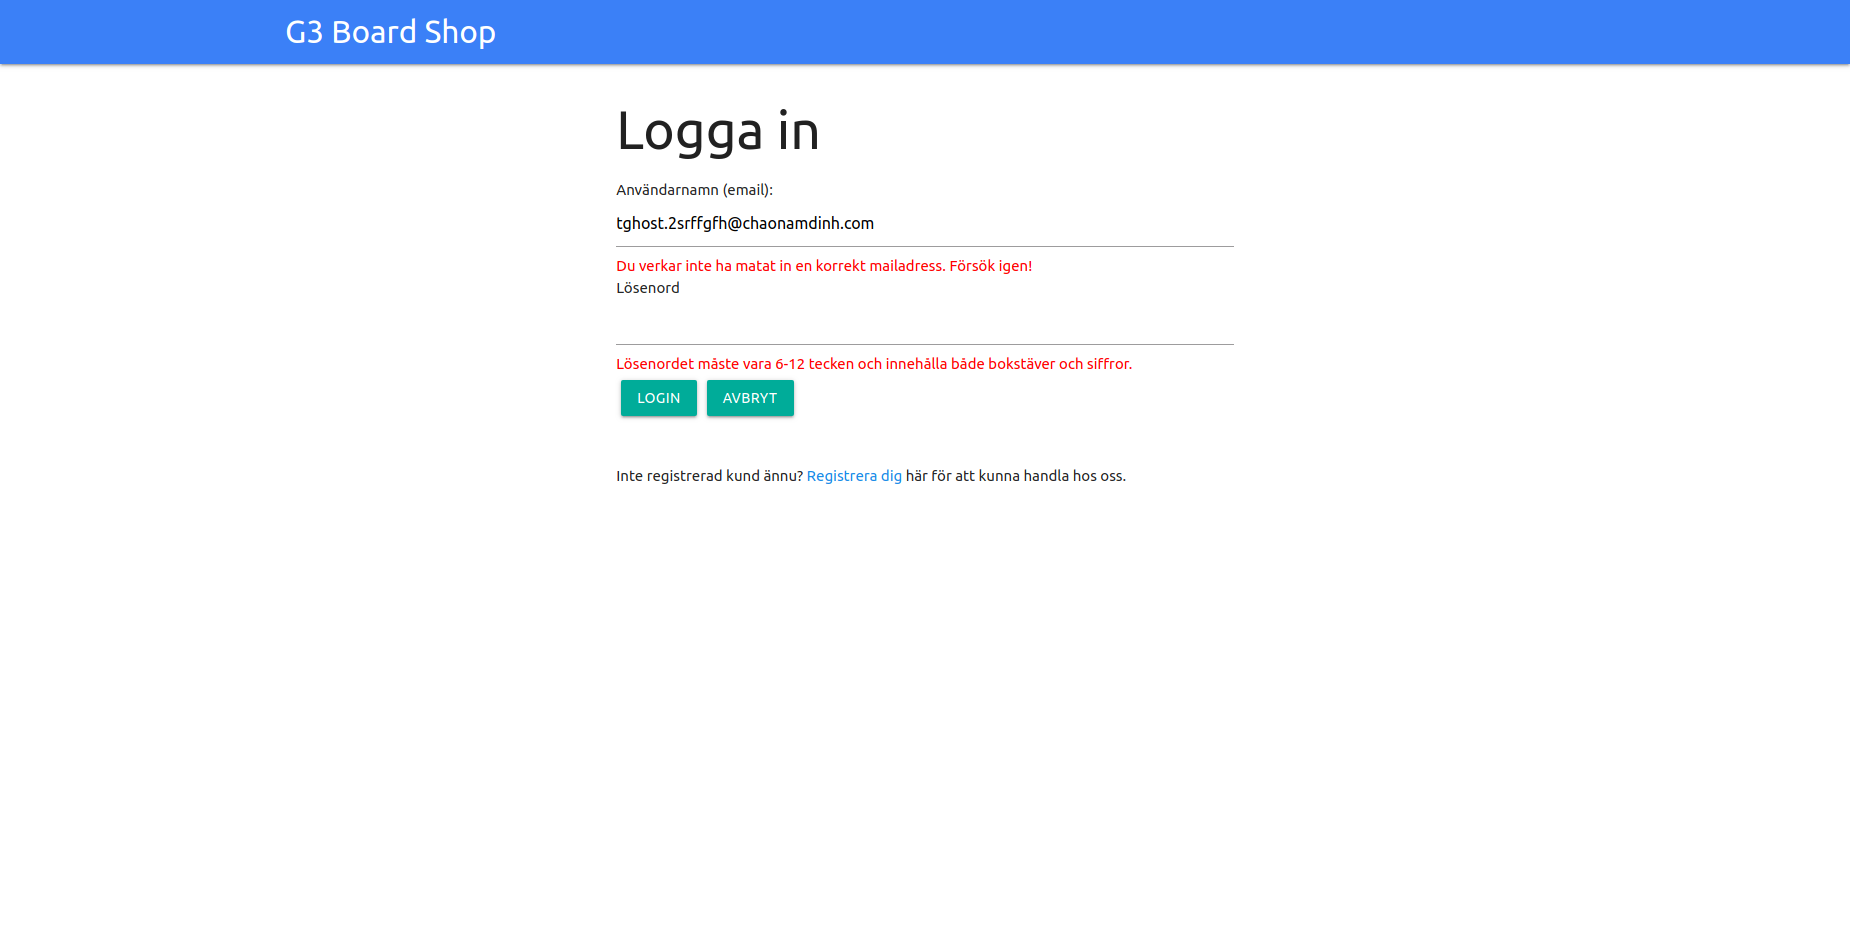 G3 Board Shop
Logga in
Användarnamn (email):
tghost.2srffgfh@chaonamdinh.com
Du verkar inte ha matat in en korrekt mailadress. Försök igen!
Lösenord
Lösenordet måste vara 6-12 tecken och innehålla både bokstäver och siffror.
LOGIN AVBRYT
Inte registrerad kund ännu? Registrera dig här för att kunna handla hos oss.